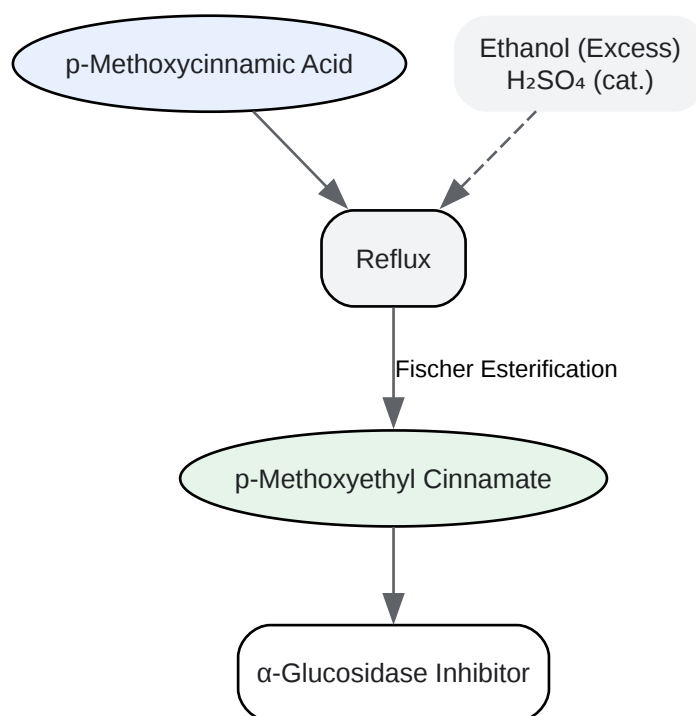 p-Methoxycinnamic Acid
Ethanol (Excess)
H₂SO₄ (cat.)
Reflux
Fischer Esterification
p-Methoxyethyl Cinnamate
α-Glucosidase Inhibitor